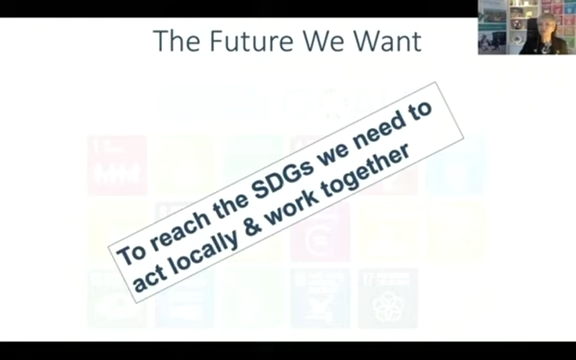 The Future We Want
To reach the SDGs we need to
act locally & work together